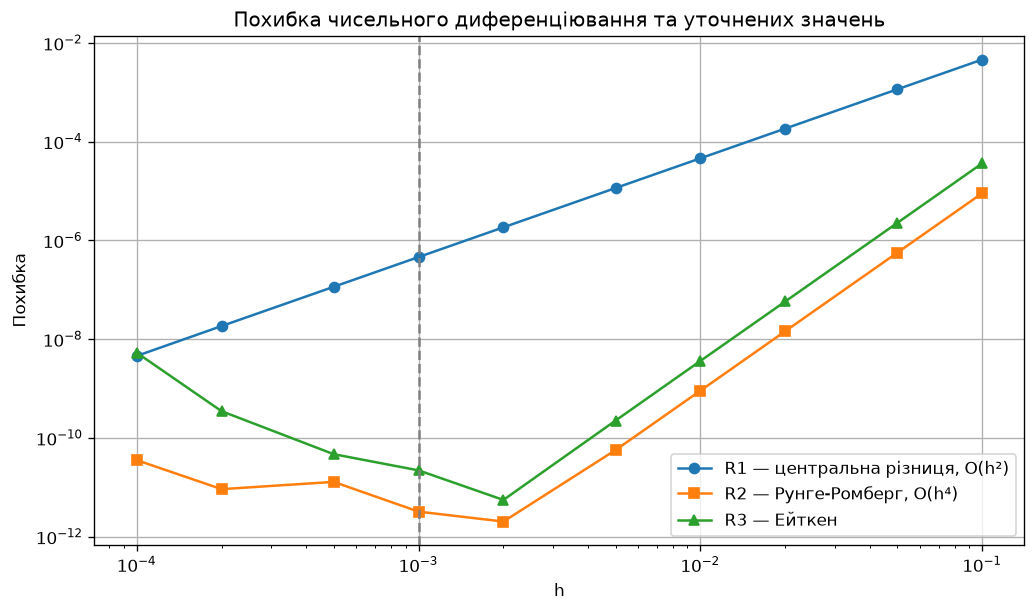 Похибка чисельного диференціювання та уточнених значень
Похибка
10⁻²
10⁻⁴
10⁻⁶
10⁻⁸
10⁻¹⁰
10⁻¹²
R1 — центральна різниця, O(h²)
R2 — Рунге-Ромберг, O(h⁴)
R3 — Ейткен
10⁻⁴ 10⁻³ 10⁻² 10⁻¹
h